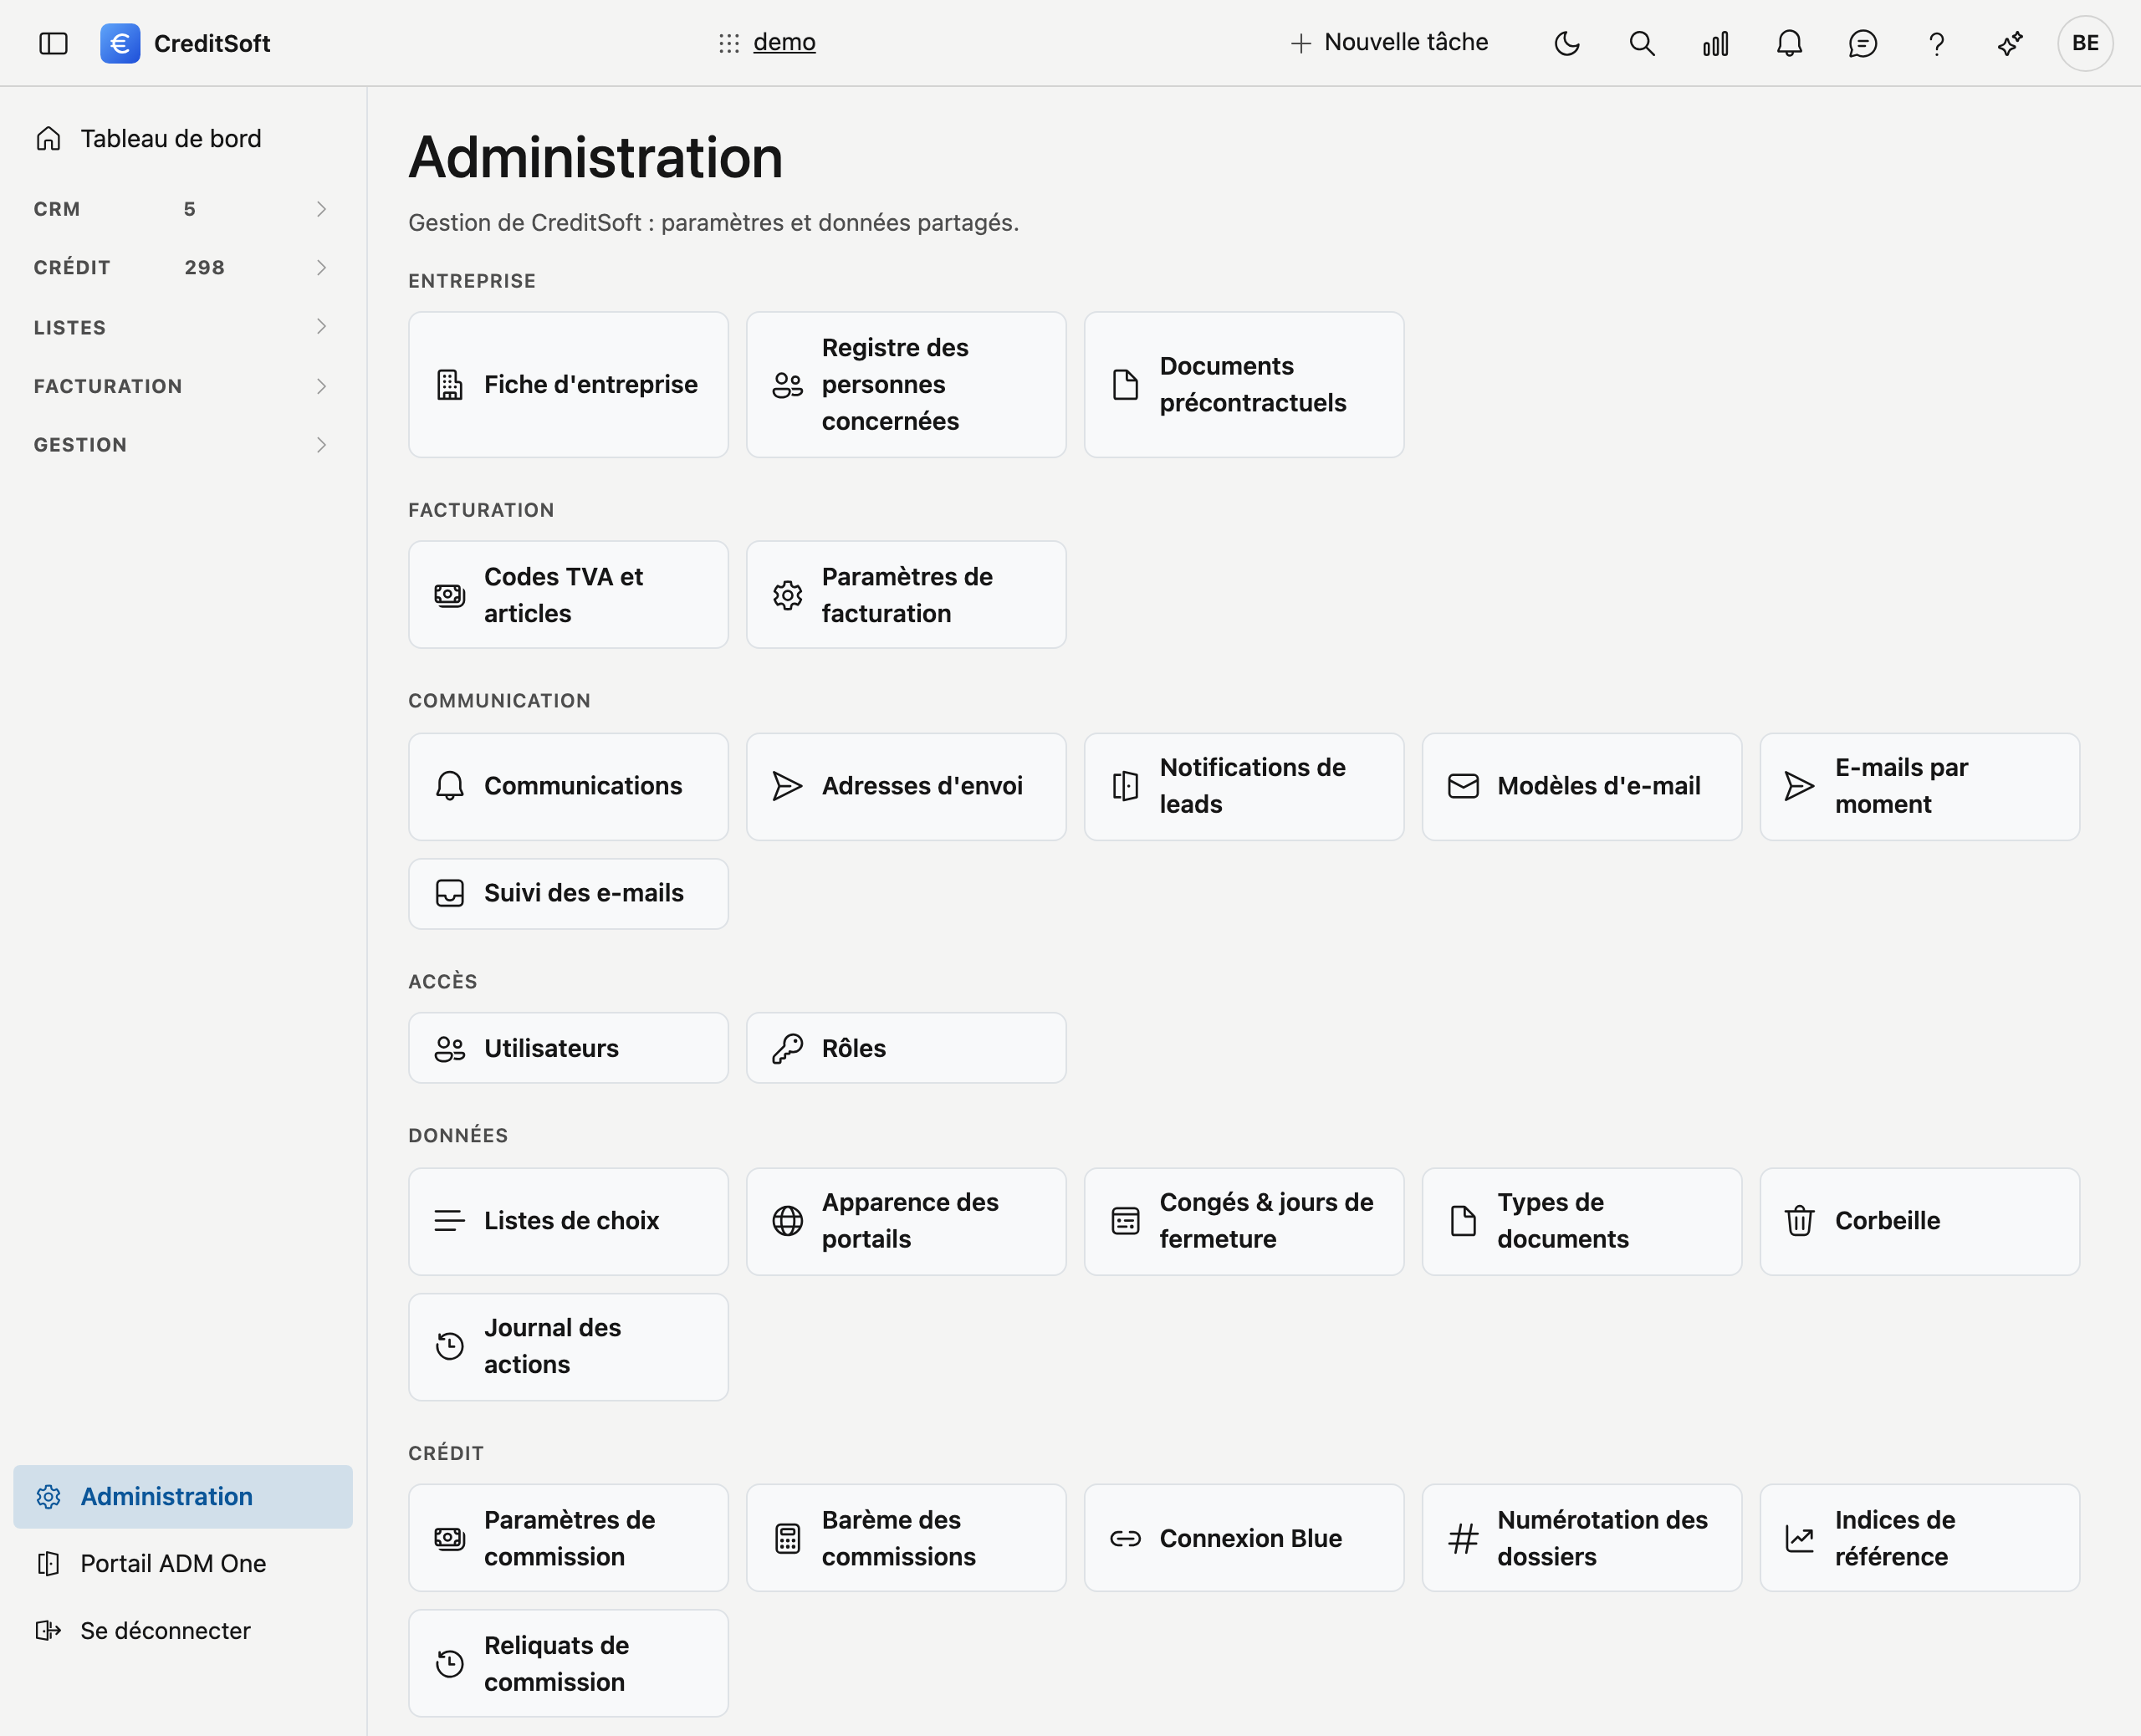 CreditSoft
demo
Nouvelle tâche
BE
Tableau de bord
CRM 5
CRÉDIT 298
LISTES
FACTURATION
GESTION
Administration
Portail ADM One
Se déconnecter
Administration
Gestion de CreditSoft : paramètres et données partagés.
ENTREPRISE
Fiche d'entreprise
Registre des
personnes
concernées
Documents
précontractuels
FACTURATION
Codes TVA et
articles
Paramètres de
facturation
COMMUNICATION
Communications
Adresses d'envoi
Notifications de
leads
Modèles d'e-mail
E-mails par
moment
Suivi des e-mails
ACCÈS
Utilisateurs
Rôles
DONNÉES
Listes de choix
Apparence des
portails
Congés & jours de
fermeture
Types de
documents
Corbeille
Journal des
actions
CRÉDIT
Paramètres de
commission
Barème des
commissions
Connexion Blue
Numérotation des
dossiers
Indices de
référence
Reliquats de
commission